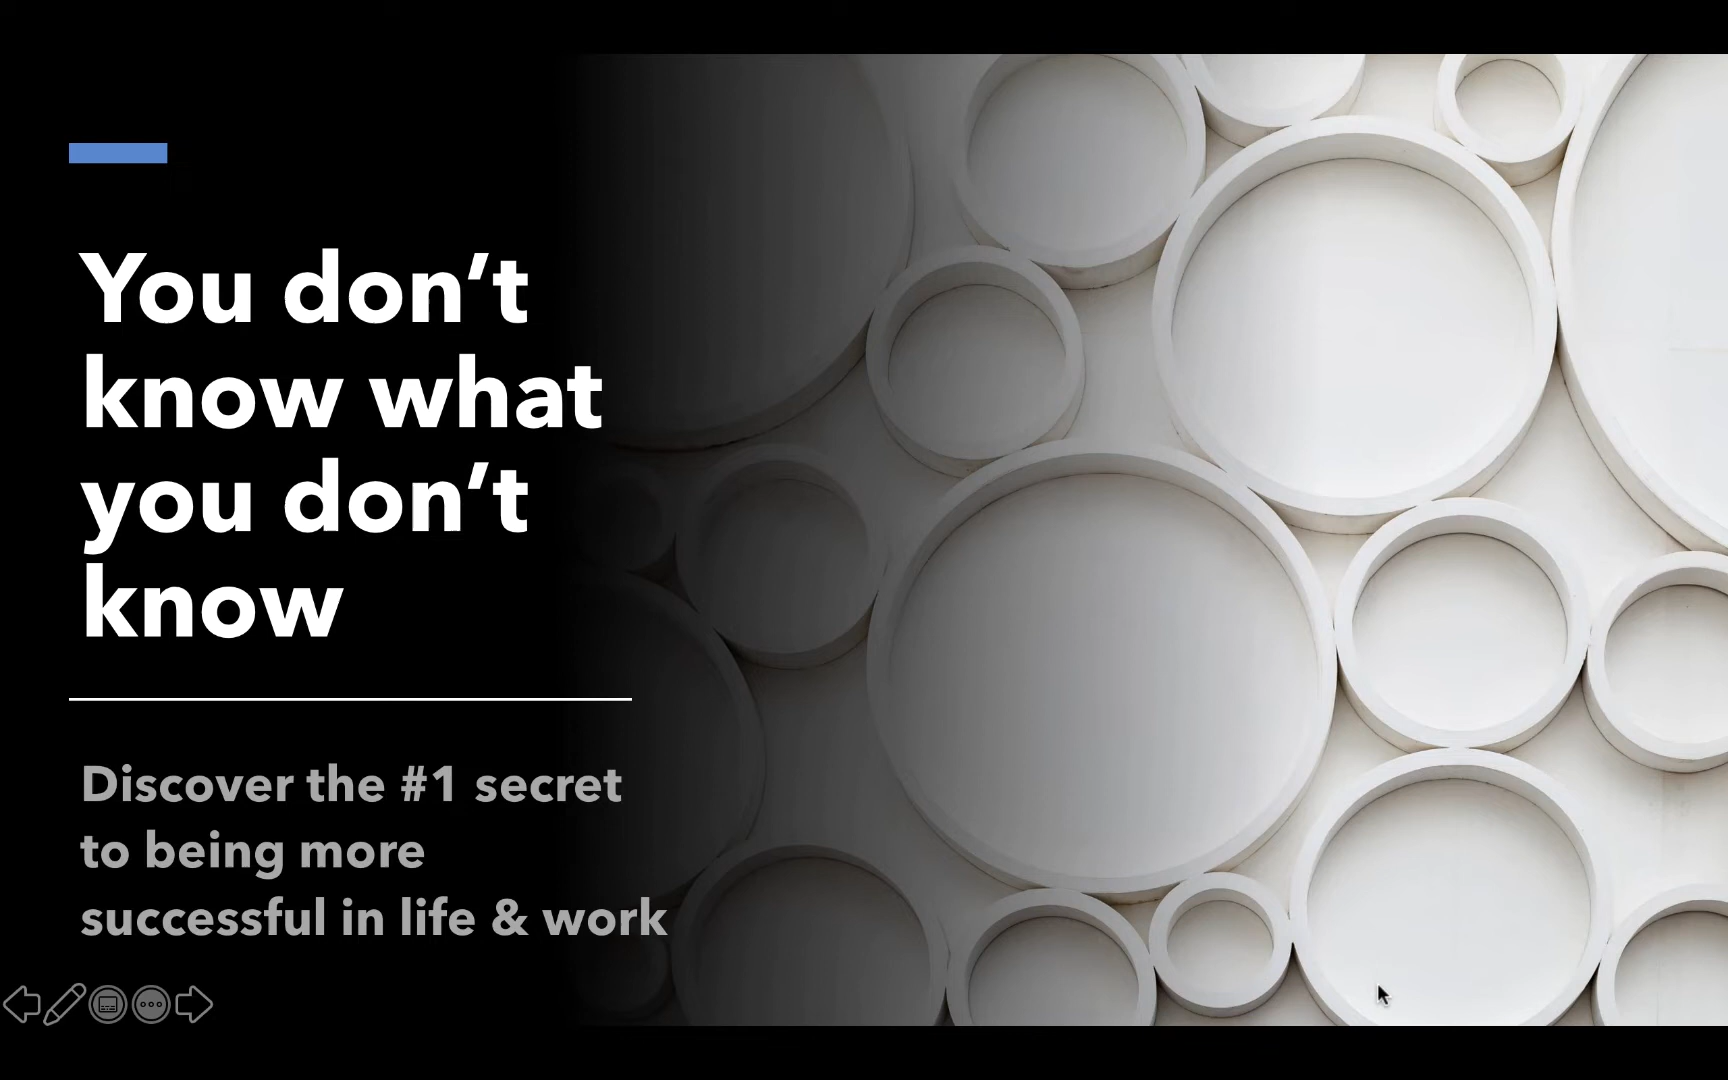 You don’t
know what
you don’t
know
Discover the #1 secret
to being more
successful in life & work